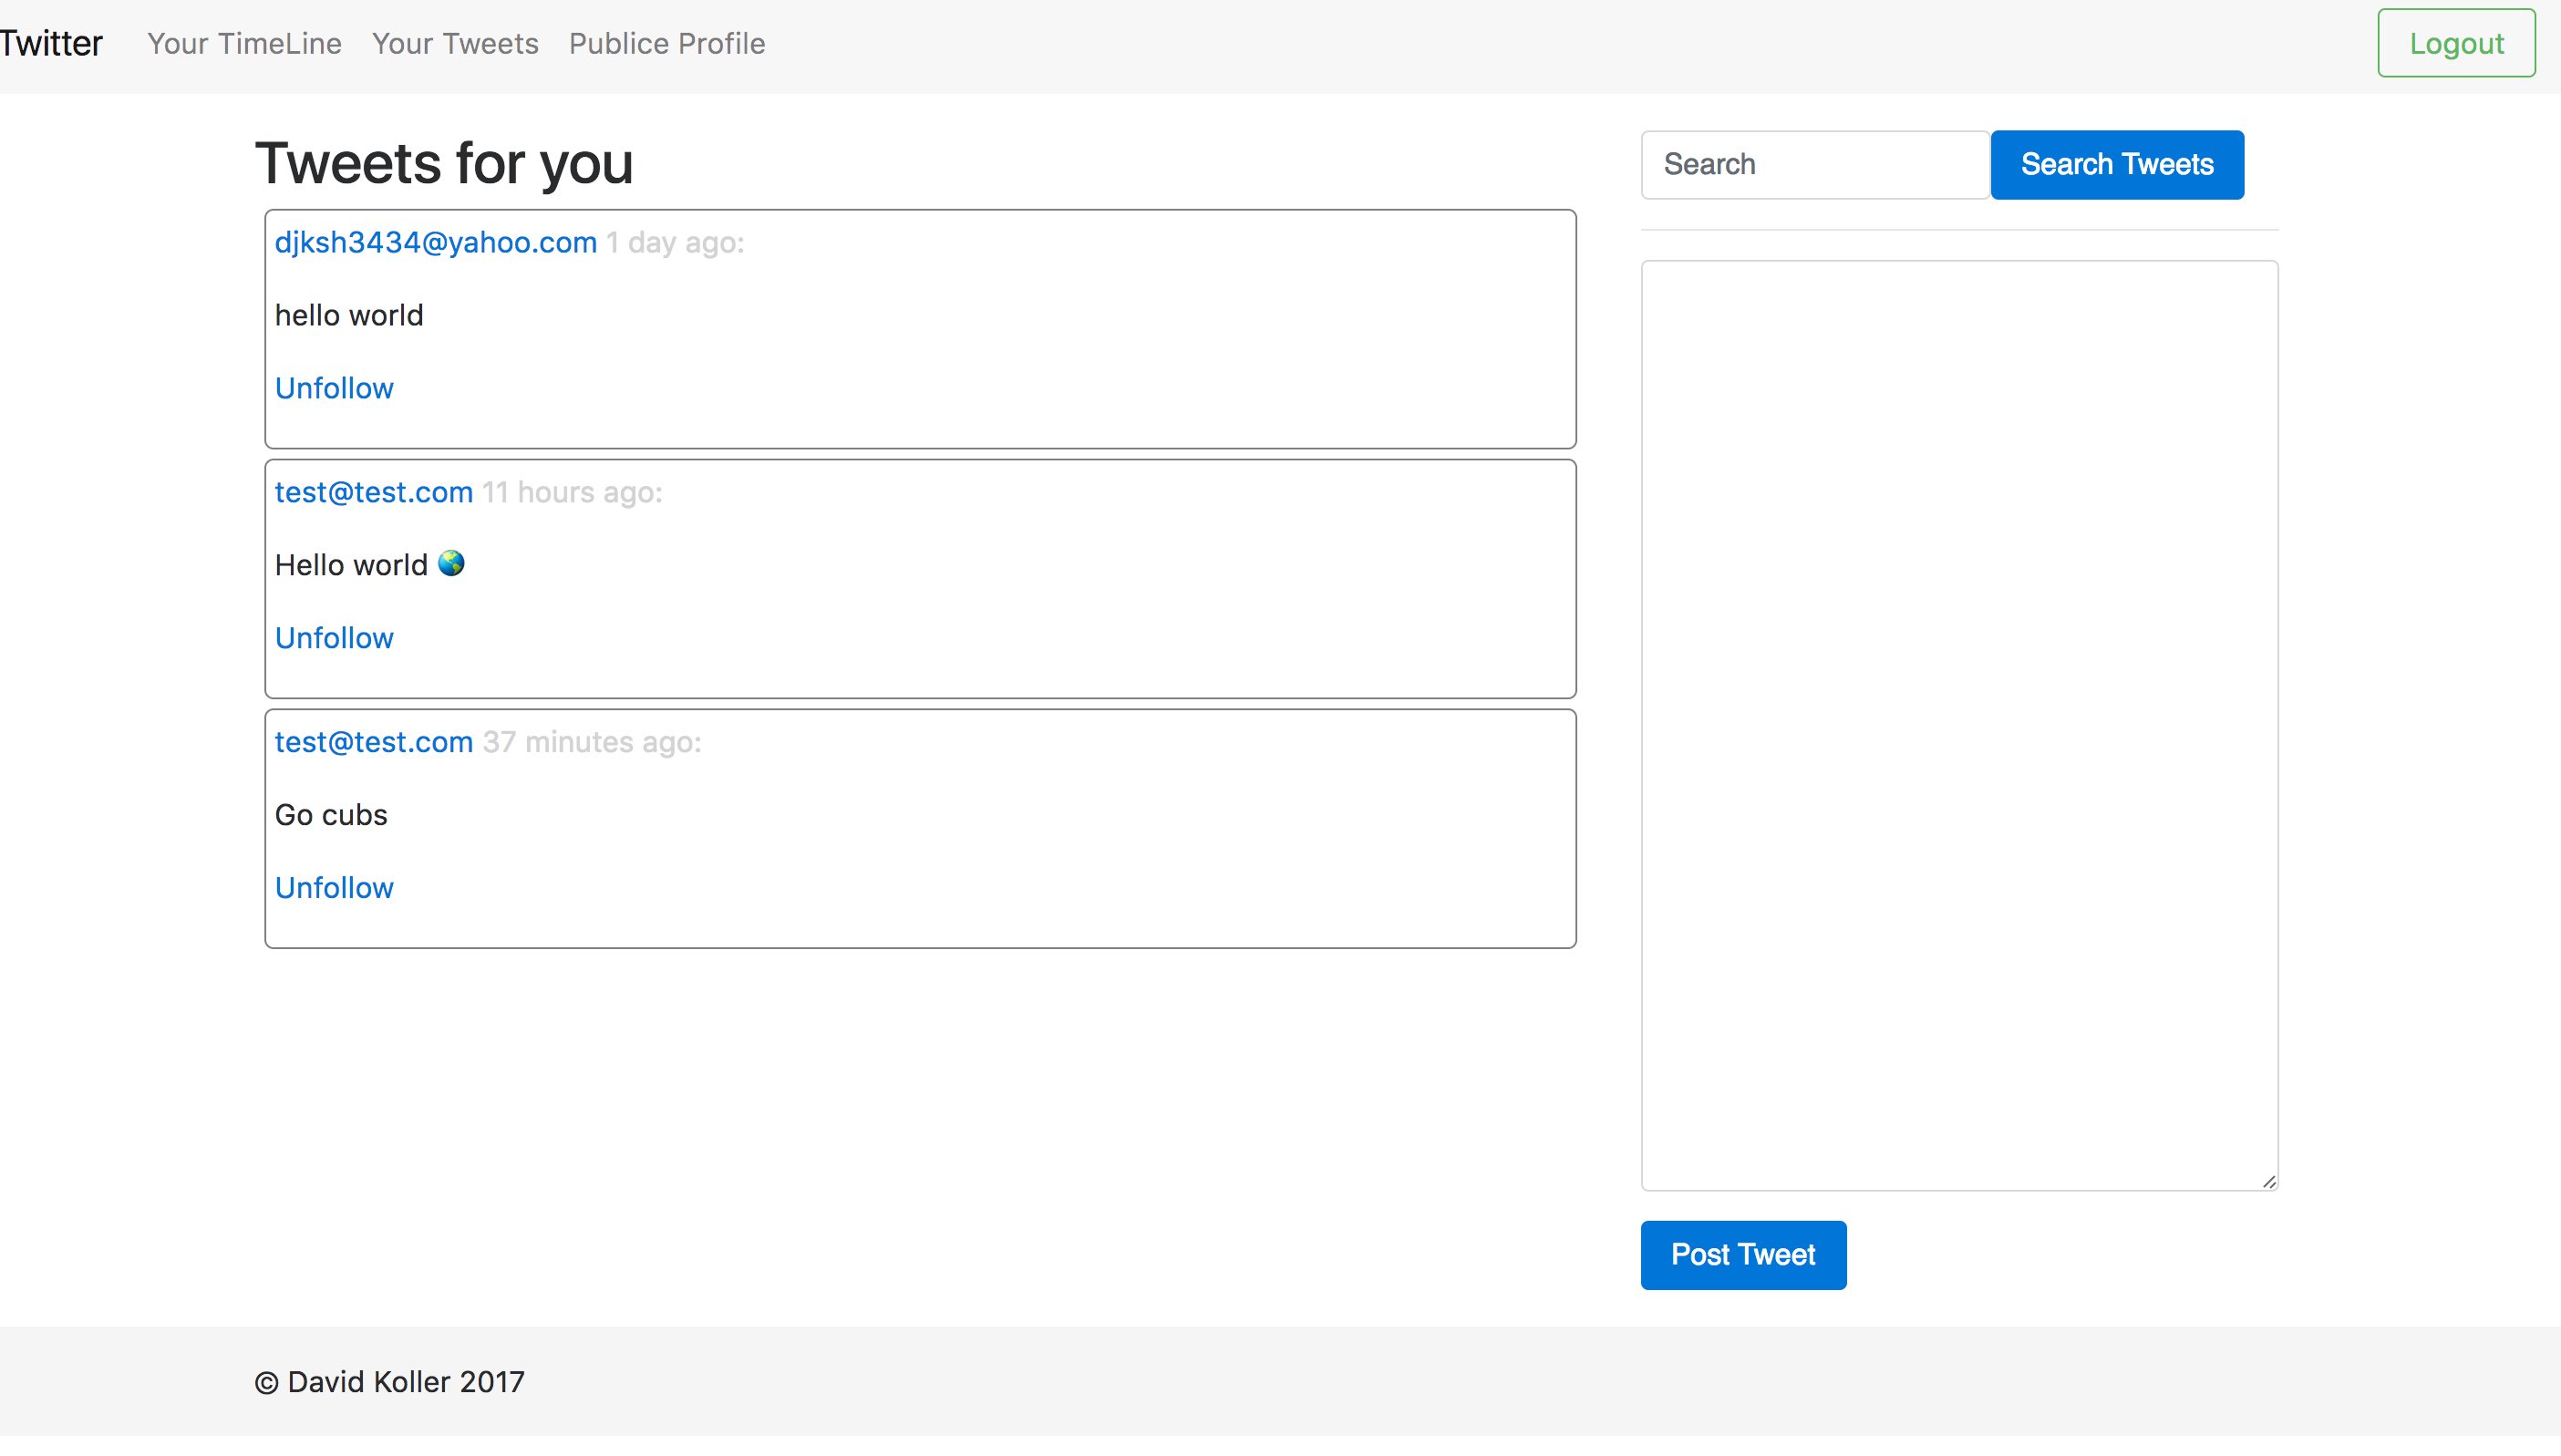 Twitter Your TimeLine Your Tweets Publice Profile Logout
Tweets for you
djksh3434@yahoo.com 1 day ago:
hello world
Unfollow
test@test.com 11 hours ago:
Hello world 🌎
Unfollow
test@test.com 37 minutes ago:
Go cubs
Unfollow
Search Search Tweets
Post Tweet
© David Koller 2017